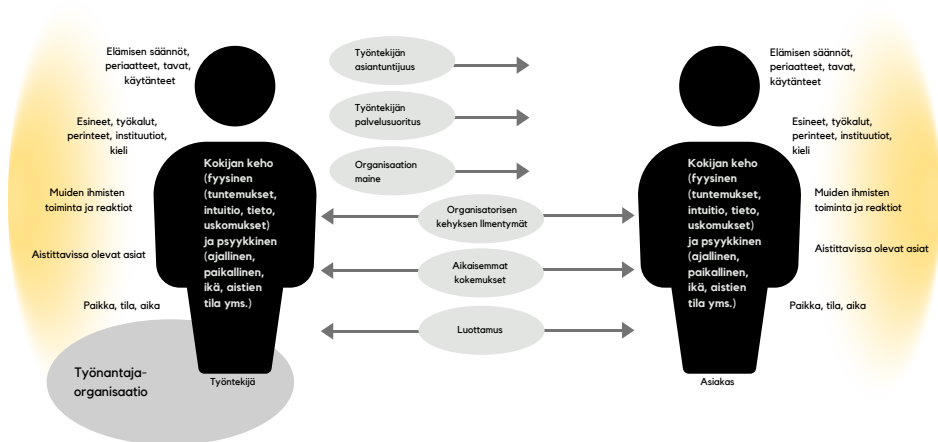 Elämisen säännöt,
periaatteet, tavat,
käytänteet
Esineet, työkalut,
perinteet, instituutiot,
kieli
Muiden ihmisten
toiminta ja reaktiot
Aistittavissa olevat asiat
Paikka, tila, aika
Työnantaja-
organisaatio
Kokijan keho
(fyysinen
(tuntemukset,
intuitio, tieto,
uskomukset)
ja psyykkinen
(ajallinen,
paikallinen,
ikä, aistien
tila yms.)
Työntekijä
Työntekijän
asiantuntijuus
Työntekijän
palvelusuoritus
Organisaation
maine
Organisatorisen
kehyksen Ilmentymät
Aikaisemmat
kokemukset
Luottamus
Kokijan keho
(fyysinen
(tuntemukset,
intuitio, tieto,
uskomukset)
ja psyykkinen
(ajallinen,
paikallinen,
ikä, aistien
tila yms.)
Asiakas
Elämisen säännöt,
periaatteet, tavat,
käytänteet
Esineet, työkalut,
perinteet, instituutiot,
kieli
Muiden ihmisten
toiminta ja reaktiot
Aistittavissa olevat asiat
Paikka, tila, aika